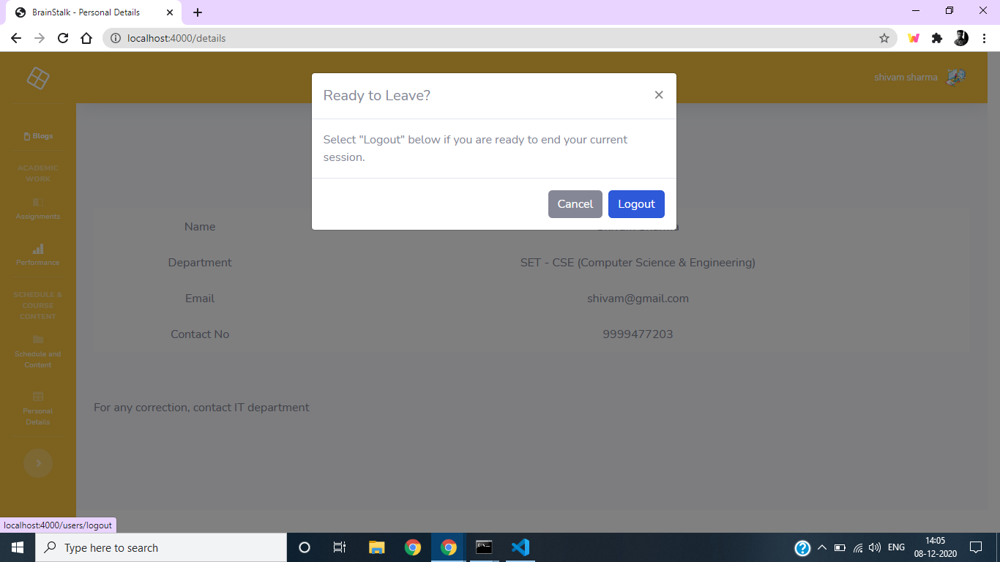 BrainStalk - Personal Details
localhost:4000/details
shivam sharma
Ready to Leave?
×
Select "Logout" below if you are ready to end your current
session.
Cancel
Logout
Blogs
ACADEMIC
WORK
Assignments
Performance
SCHEDULE &
COURSE
CONTENT
Schedule and
Content
Personal
Details
Name
Department
SET - CSE (Computer Science & Engineering)
Email
shivam@gmail.com
Contact No
9999477203
For any correction, contact IT department
localhost:4000/users/logout
Type here to search
ENG
14:05
08-12-2020